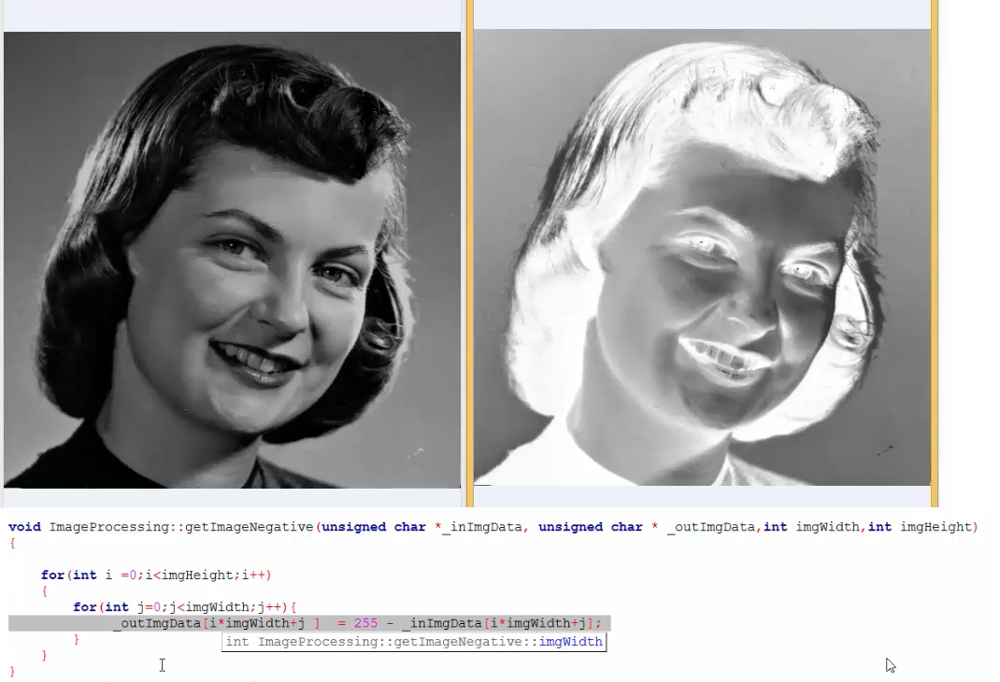 void ImageProcessing::getImageNegative(unsigned char *_inImgData, unsigned char * _outImgData,int imgWidth,int imgHeight)
{
for(int i =0;i<imgHeight;i++)
{
for(int j=0;j<imgWidth;j++){
_outImgData[i*imgWidth+j ]  = 255 - _inImgData[i*imgWidth+j];
}
int ImageProcessing::getImageNegative::imgWidth
}
}